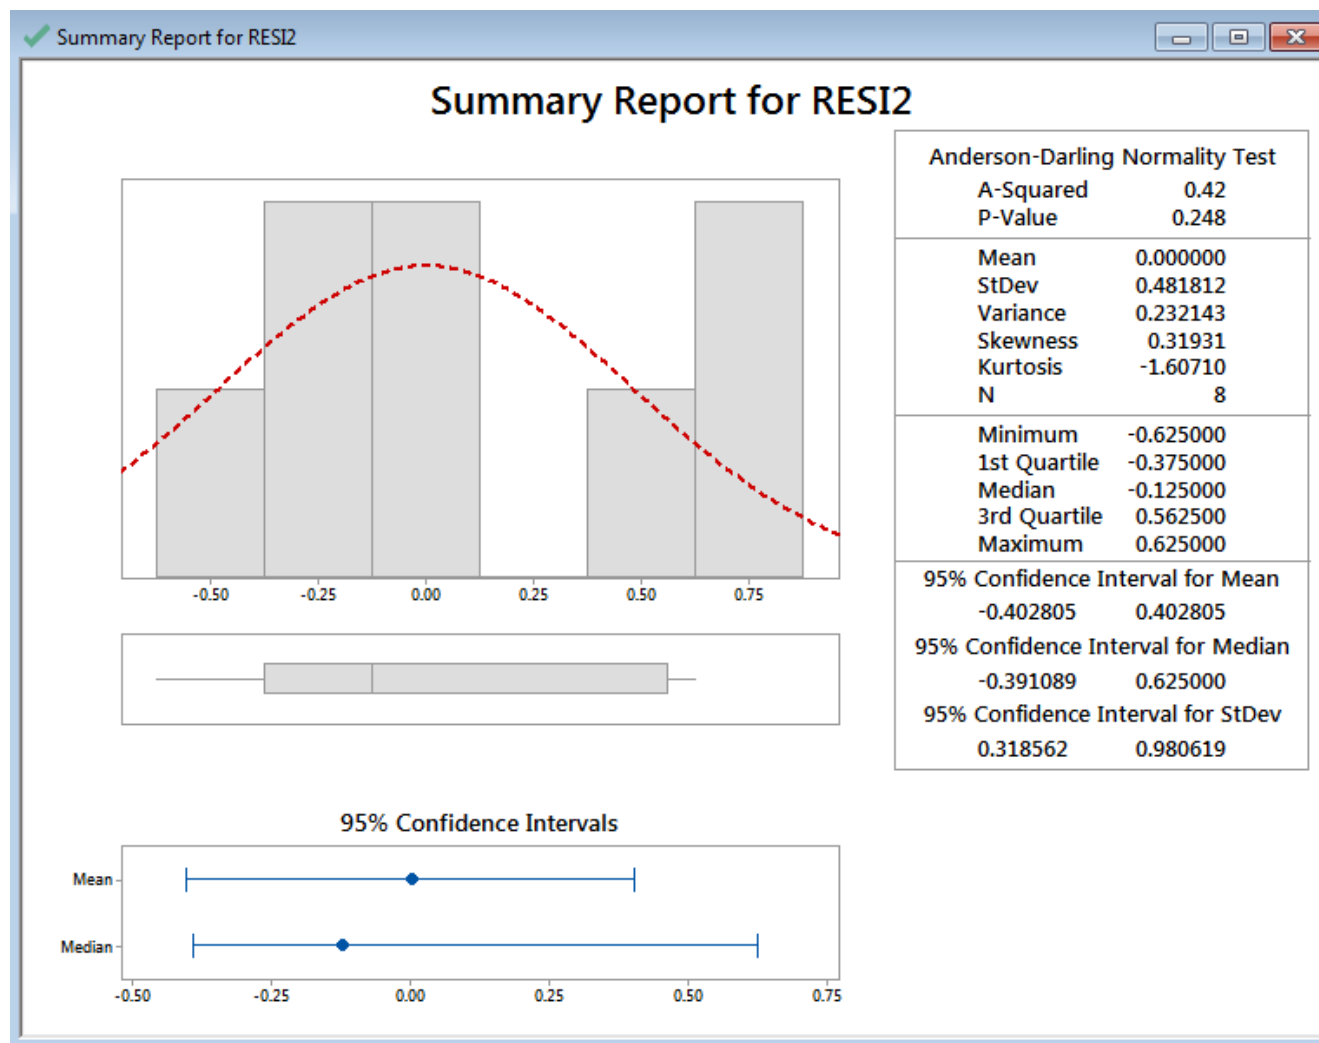 Summary Report for RESI2
Summary Report for RESI2
-0.50 -0.25 0.00 0.25 0.50 0.75
Anderson-Darling Normality Test
A-Squared 0.42
P-Value 0.248
Mean 0.000000
StDev 0.481812
Variance 0.232143
Skewness 0.31931
Kurtosis -1.60710
N 8
Minimum -0.625000
1st Quartile -0.375000
Median -0.125000
3rd Quartile 0.562500
Maximum 0.625000
95% Confidence Interval for Mean
-0.402805 0.402805
95% Confidence Interval for Median
-0.391089 0.625000
95% Confidence Interval for StDev
0.318562 0.980619
95% Confidence Intervals
Mean
Median
-0.50 -0.25 0.00 0.25 0.50 0.75